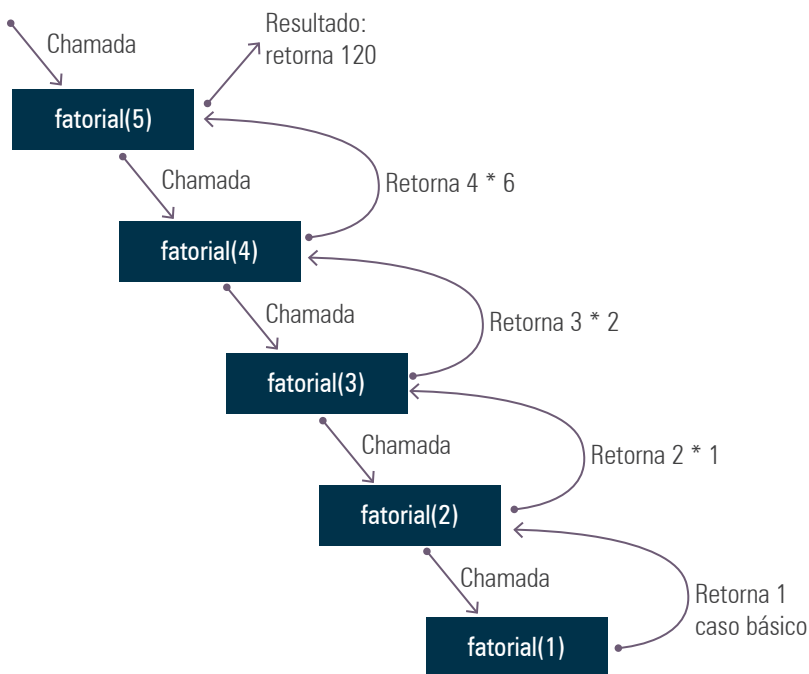 Chamada
Resultado:
retorna 120
fatorial(5)
Chamada
Retorna 4 * 6
fatorial(4)
Chamada
Retorna 3 * 2
fatorial(3)
Chamada
Retorna 2 * 1
fatorial(2)
Chamada
Retorna 1
caso básico
fatorial(1)